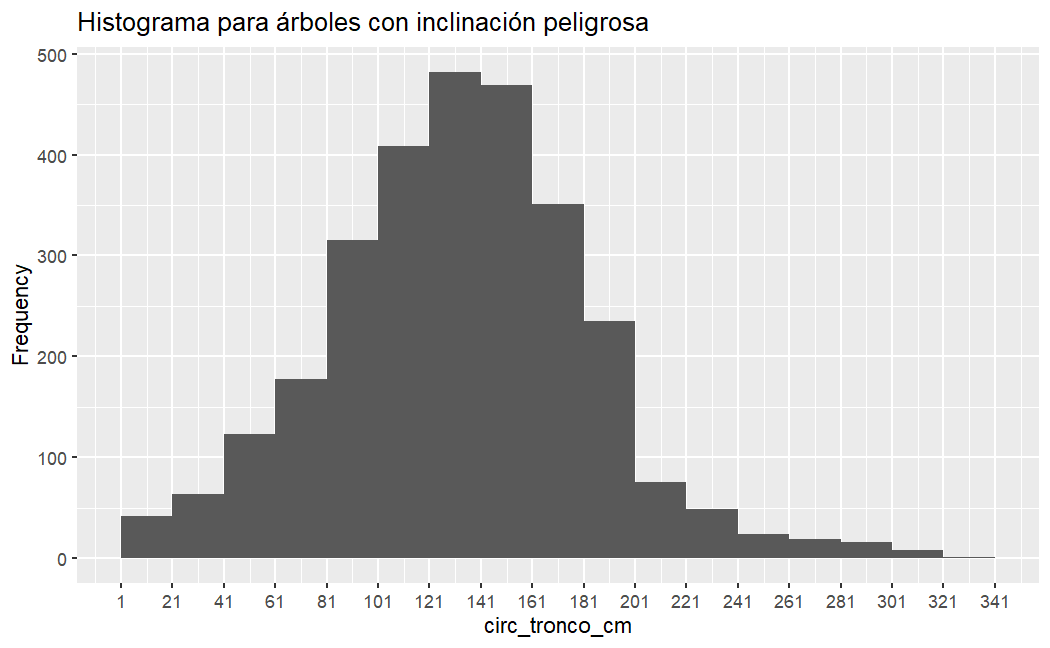 Histograma para árboles con inclinación peligrosa
500
400
300
200
100
0
Frequency
1 21 41 61 81 101 121 141 161 181 201 221 241 261 281 301 321 341
circ_tronco_cm